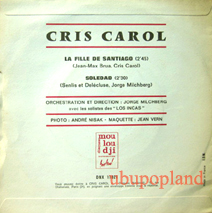 CRIS CAROL
LA FILLE DE SANTIAGO (2'45)
(Jean-Max Brua, Cris Carol)
SOLEDAD (2'30)
(Senlis et Delécluse, Jorge Milchberg)
ORCHESTRATION ET DIRECTION : JORGE MILCHBERG
avec les solistes des "LOS INCAS"
PHOTO : ANDRÉ NISAK - MAQUETTE : JEAN VERN
mou
lou
dji
ubupopland